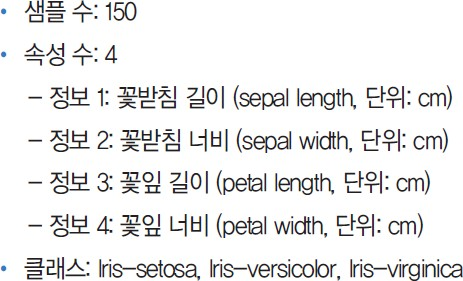 • 샘플 수: 150
• 속성 수: 4
– 정보 1: 꽃받침 길이 (sepal length, 단위: cm)
– 정보 2: 꽃받침 너비 (sepal width, 단위: cm)
– 정보 3: 꽃잎 길이 (petal length, 단위: cm)
– 정보 4: 꽃잎 너비 (petal width, 단위: cm)
• 클래스: Iris–setosa, Iris–versicolor, Iris–virginica